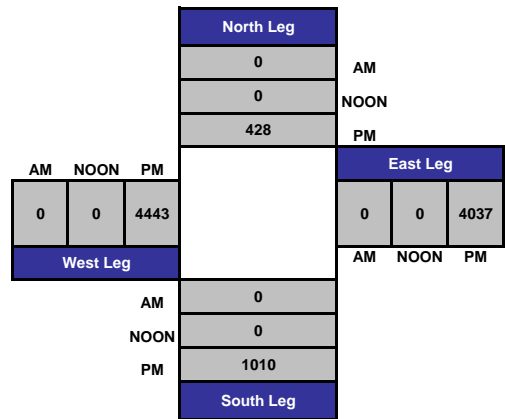 North Leg
0 AM
0 NOON
428 PM
AM NOON PM East Leg
0 0 4443 0 0 4037
West Leg AM NOON PM
AM 0
NOON 0
PM 1010
South Leg